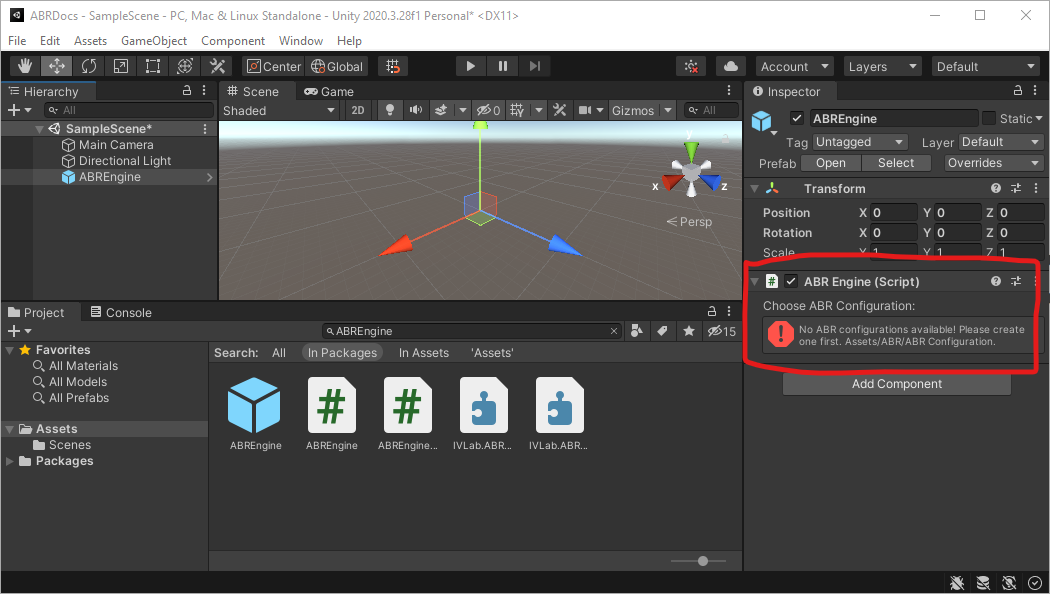 ABRDocs - SampleScene - PC, Mac & Linux Standalone - Unity 2020.3.28f1 Personal* <DX11>
File Edit Assets GameObject Component Window Help
Center Global Account Layers Default
Hierarchy
All
SampleScene*
Main Camera
Directional Light
ABREngine
Scene Game
Shaded 2D 0 Gizmos All
y
x z
Persp
Inspector
ABREngine Static
Tag Untagged Layer Default
Prefab Open Select Overrides
Transform
Position X 0 Y 0 Z 0
Rotation X 0 Y 0 Z 0
Scale X 1 Y 1 Z 1
# ABR Engine (Script)
Choose ABR Configuration:
No ABR configurations available! Please create
one first. Assets/ABR/ABR Configuration.
Add Component
Project Console
ABREngine 15
Favorites
All Materials
All Models
All Prefabs
Assets
Scenes
Packages
Search: All In Packages In Assets 'Assets'
# #
ABREngine ABREngine ABREngine... IVLab.ABR... IVLab.ABR...